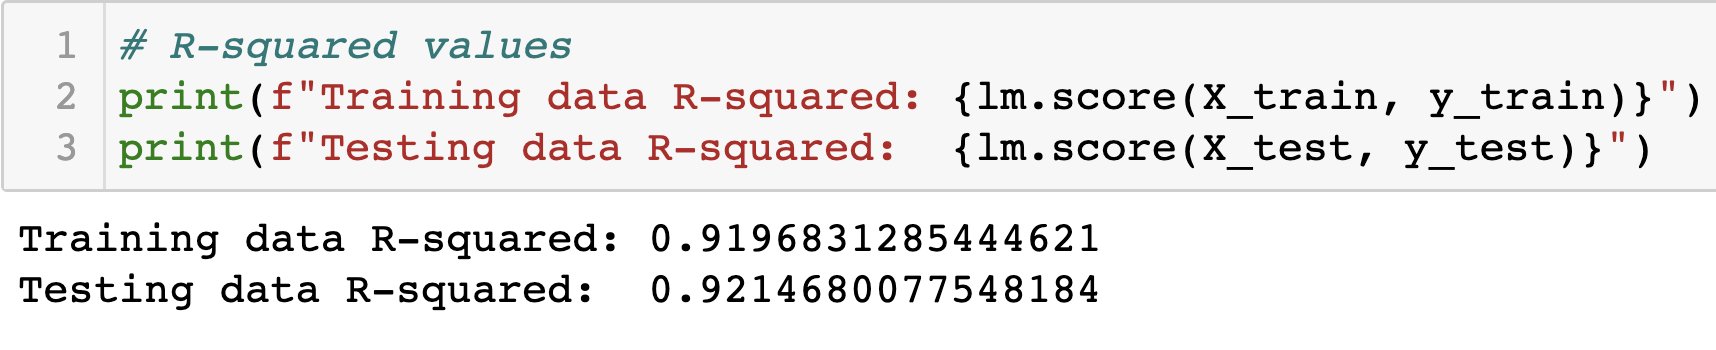 1 # R-squared values
2 print(f"Training data R-squared: {lm.score(X_train, y_train)}")
3 print(f"Testing data R-squared:  {lm.score(X_test, y_test)}")
Training data R-squared: 0.9196831285444621
Testing data R-squared:  0.9214680077548184